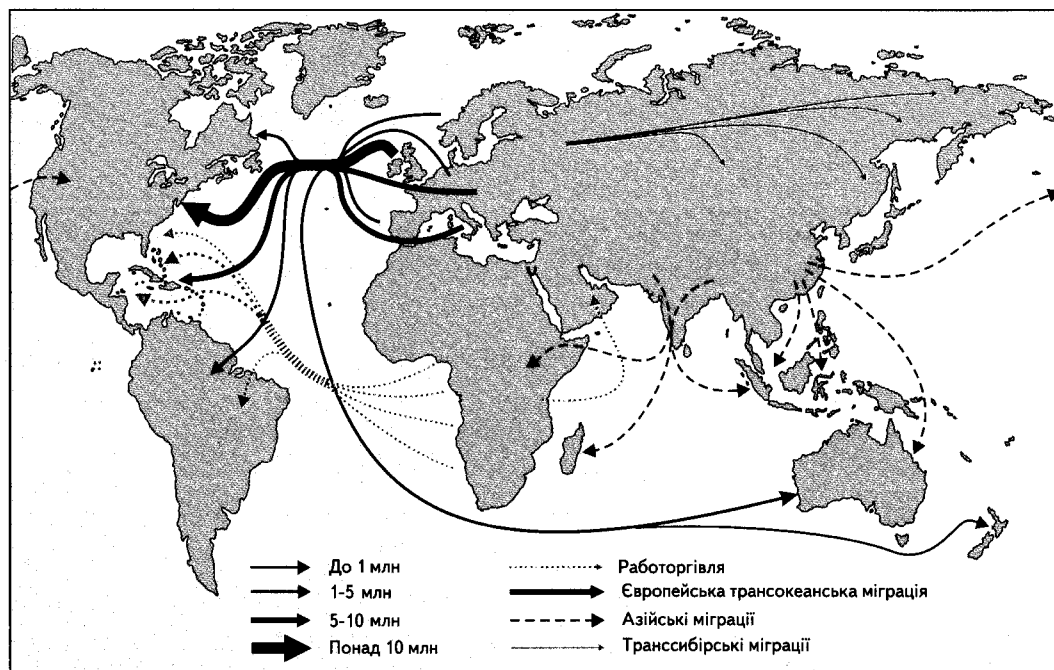 До 1 млн
1-5 млн
5-10 млн
Понад 10 млн
Работоргівля
Європейська трансокеанська міграція
Азійські міграції
Транссибірські міграції